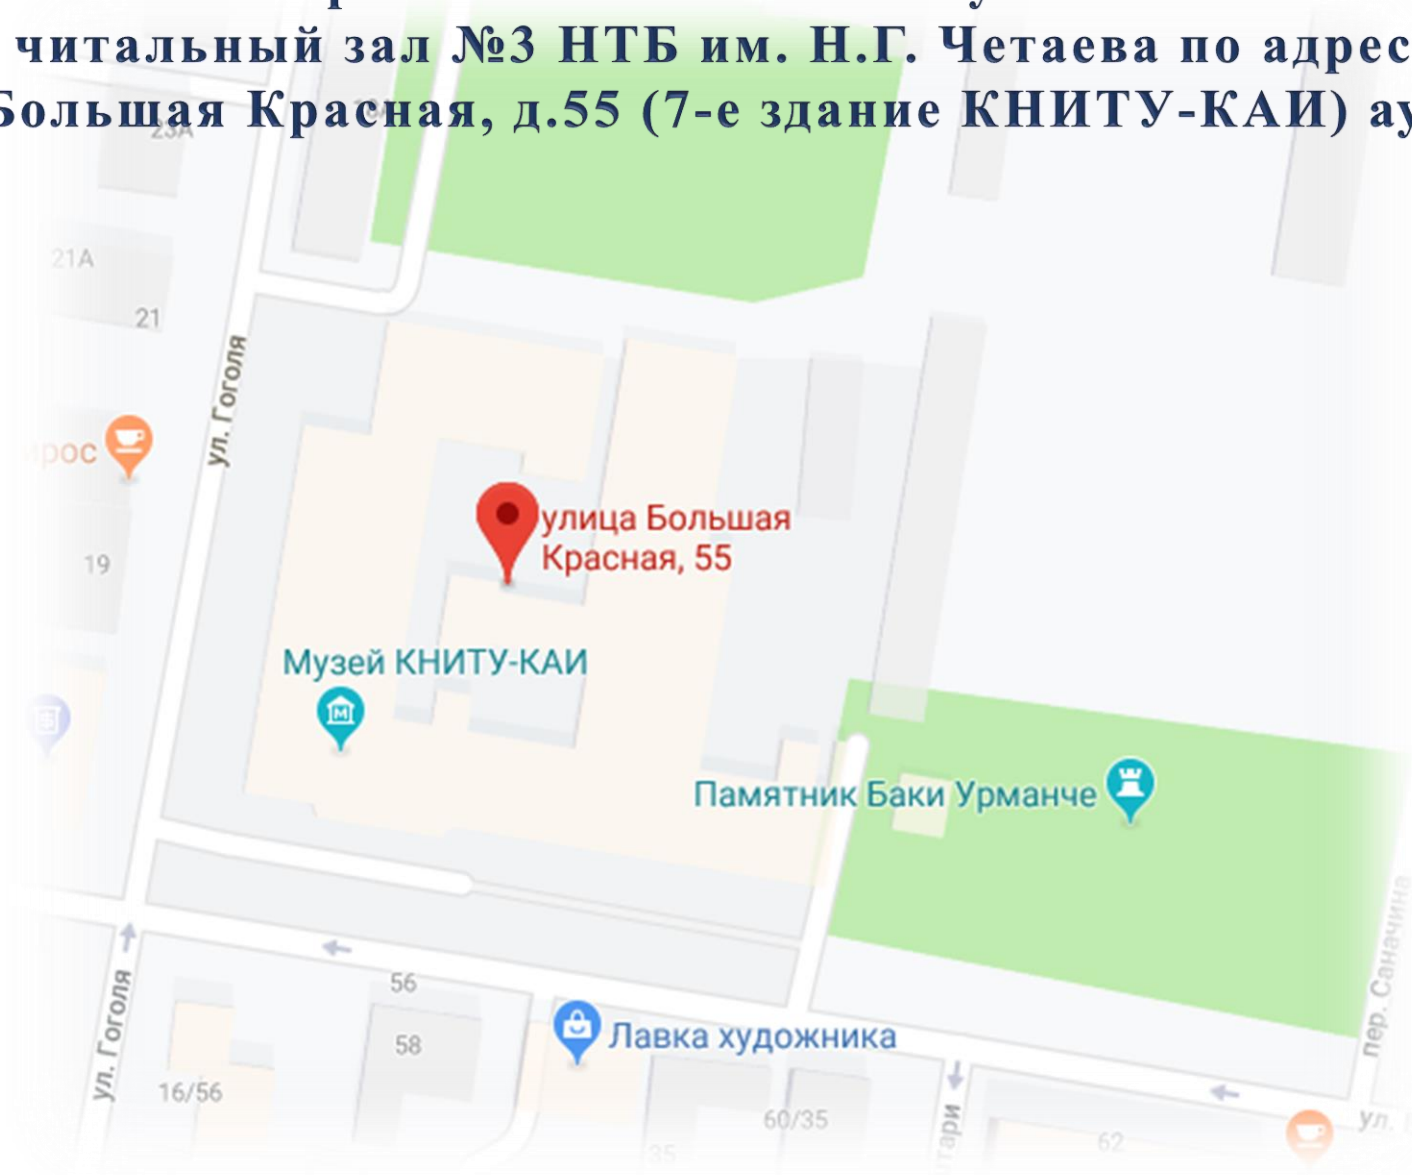 читальный зал №3 НТБ им. Н.Г. Четаева по адрес
Большая Красная, д.55 (7-е здание КНИТУ-КАИ) ау
23А
21А
21
ул. Гоголя
19
улица Большая
Красная, 55
Музей КНИТУ-КАИ
Памятник Баки Урманче
пер. Саначина
ул. Гоголя
56
58
16/56
Лавка художника
60/35
35
62
ул.